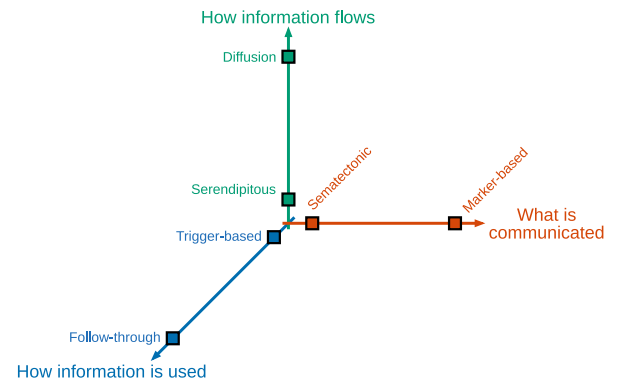 How information flows
Diffusion
Sematectonic
Marker-based
Serendipitous
What is
communicated
Trigger-based
Follow-through
How information is used